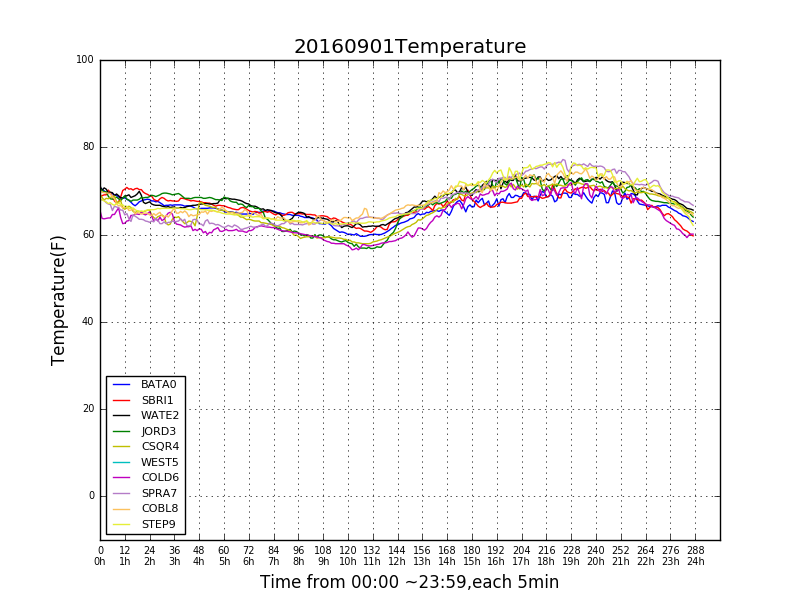 20160901Temperature
100
80
60
40
20
0
Temperature(F)
BATA0
SBRI1
WATE2
JORD3
CSQR4
WEST5
COLD6
SPRA7
COBL8
STEP9
0 12 24 36 48 60 72 84 96 108 120 132 144 156 168 180 192 204 216 228 240 252 264 276 288
0h 1h 2h 3h 4h 5h 6h 7h 8h 9h 10h 11h 12h 13h 14h 15h 16h 17h 18h 19h 20h 21h 22h 23h 24h
Time from 00:00 ~23:59,each 5min